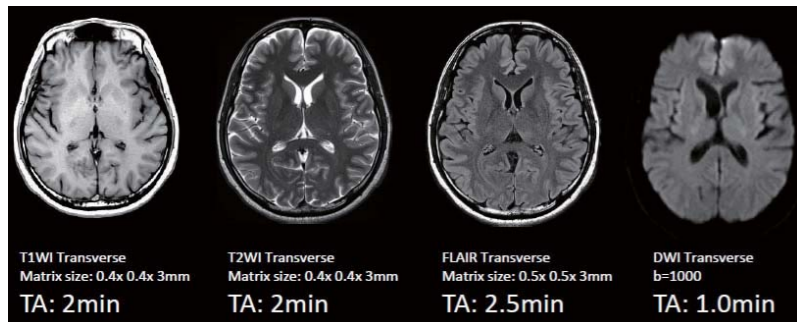 T1WI Transverse
Matrix size: 0.4x 0.4x 3mm
TA: 2min
T2WI Transverse
Matrix size: 0.4x 0.4x 3mm
TA: 2min
FLAIR Transverse
Matrix size: 0.5x 0.5x 3mm
TA: 2.5min
DWI Transverse
b=1000
TA: 1.0min